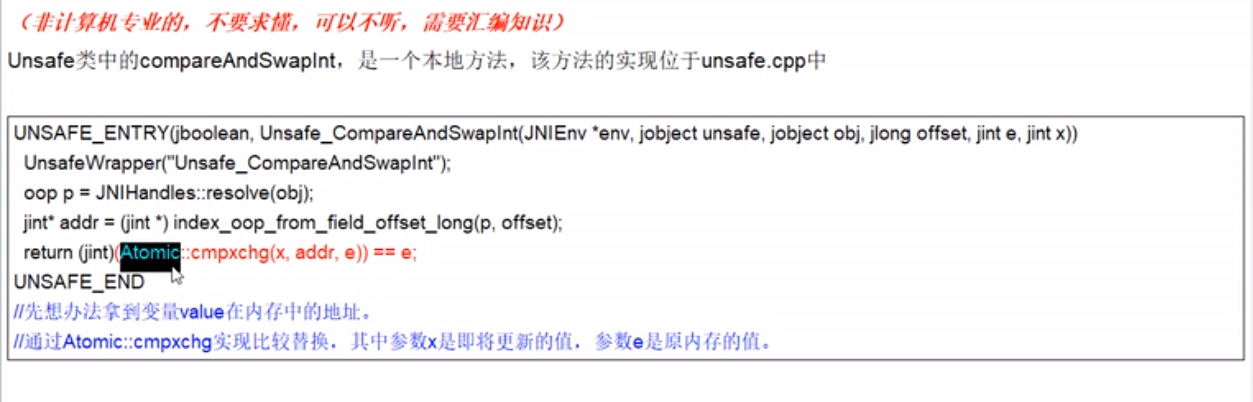 （非计算机专业的，不要求懂，可以不听，需要汇编知识）
Unsafe类中的compareAndSwapInt，是一个本地方法，该方法的实现位于unsafe.cpp中
UNSAFE_ENTRY(jboolean, Unsafe_CompareAndSwapInt(JNIEnv *env, jobject unsafe, jobject obj, jlong offset, jint e, jint x))
UnsafeWrapper("Unsafe_CompareAndSwapInt");
oop p = JNIHandles::resolve(obj);
jint* addr = (jint *) index_oop_from_field_offset_long(p, offset);
return (jint)(Atomic::cmpxchg(x, addr, e)) == e;
UNSAFE_END
//先想办法拿到变量value在内存中的地址。
//通过Atomic::cmpxchg实现比较替换，其中参数x是即将更新的值，参数e是原内存的值。